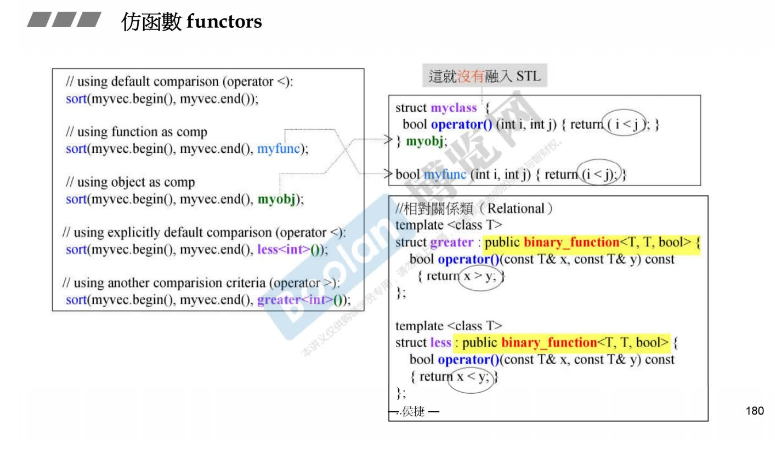 仿函數 functors
// using default comparison (operator <):
sort(myvec.begin(), myvec.end());
// using function as comp
sort(myvec.begin(), myvec.end(), myfunc);
// using object as comp
sort(myvec.begin(), myvec.end(), myobj);
// using explicitly default comparison (operator <):
sort(myvec.begin(), myvec.end(), less<int>());
// using another comparision criteria (operator >):
sort(myvec.begin(), myvec.end(), greater<int>());
這就沒有融入 STL
struct myclass {
bool operator() (int i, int j) { return ( i < j ); }
} myobj;
bool myfunc (int i, int j) { return (i < j); }
//相對關係類（Relational）
template <class T>
struct greater : public binary_function<T, T, bool> {
bool operator()(const T& x, const T& y) const
{ return x > y; }
};
template <class T>
struct less : public binary_function<T, T, bool> {
bool operator()(const T& x, const T& y) const
{ return x < y; }
};
Boolan
博览网
侯捷
180